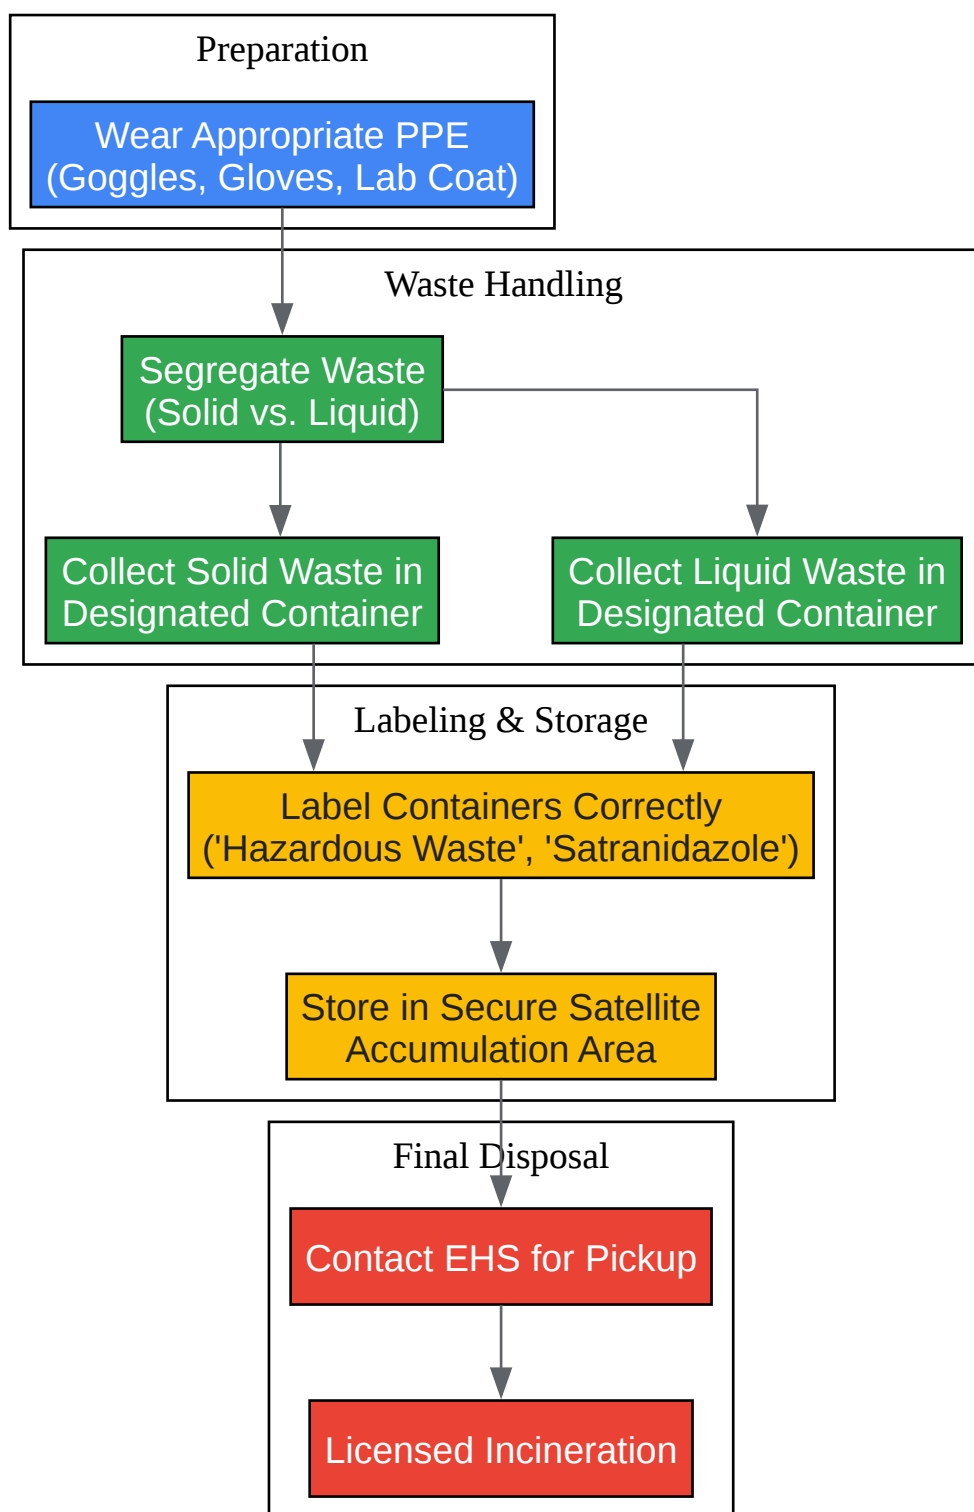 Preparation
Wear Appropriate PPE
(Goggles, Gloves, Lab Coat)
Waste Handling
Segregate Waste
(Solid vs. Liquid)
Collect Solid Waste in
Designated Container
Collect Liquid Waste in
Designated Container
Labeling & Storage
Label Containers Correctly
('Hazardous Waste', 'Satranidazole')
Store in Secure Satellite
Accumulation Area
Final Disposal
Contact EHS for Pickup
Licensed Incineration